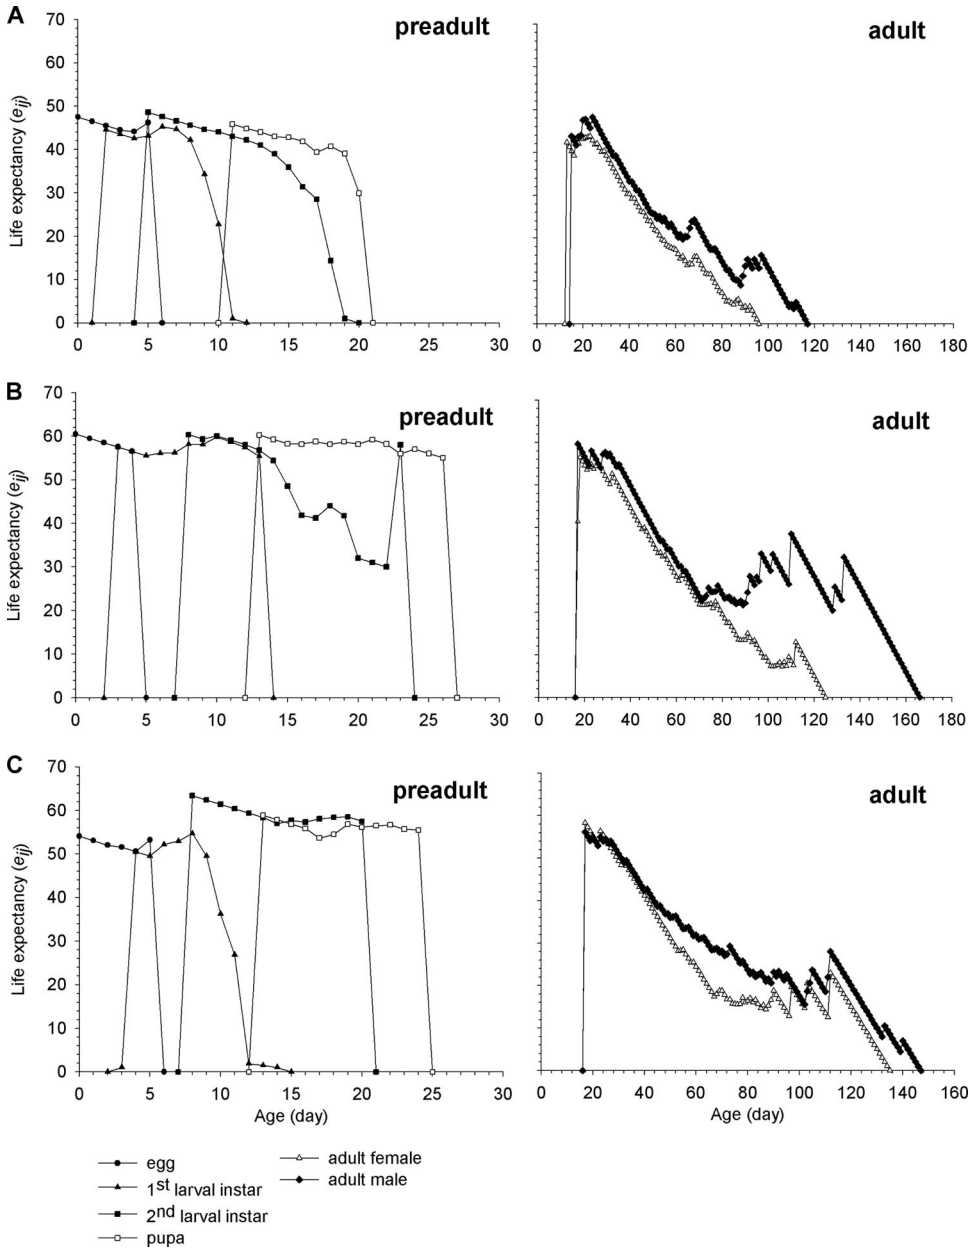 A
preadult
adult
Life expectancy (eij)
70
60
50
40
30
20
10
0
0 5 10 15 20 25 30
0 20 40 60 80 100 120 140 160 180
B
preadult
adult
Life expectancy (eij)
70
60
50
40
30
20
10
0
0 5 10 15 20 25 30
0 20 40 60 80 100 120 140 160 180
C
preadult
adult
Life expectancy (eij)
70
60
50
40
30
20
10
0
0 5 10 15 20 25 30
0 20 40 60 80 100 120 140 160
Age (day)
Age (day)
egg
1st larval instar
2nd larval instar
pupa
adult female
adult male